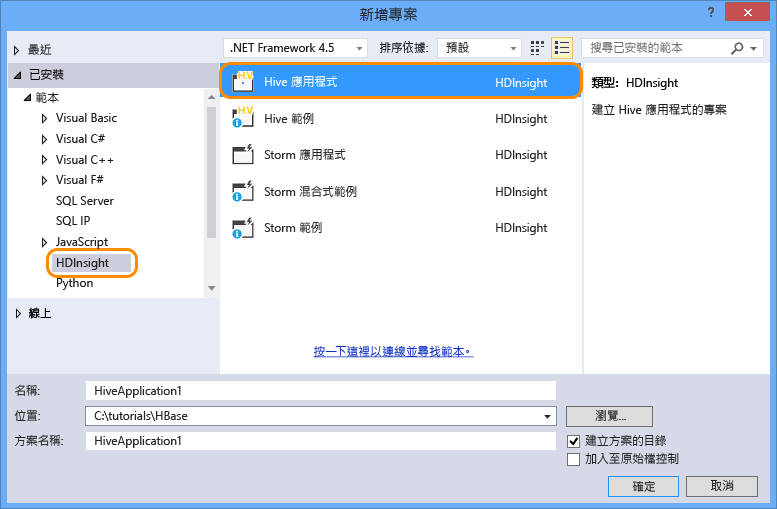 新增專案
?
最近
.NET Framework 4.5
排序依據: 預設
搜尋已安裝的範本
已安裝
範本
Visual Basic
Visual C#
Visual C++
Visual F#
SQL Server
SQL IP
JavaScript
HDInsight
Python
線上
Hive 應用程式 HDInsight
Hive 範例 HDInsight
Storm 應用程式 HDInsight
Storm 混合式範例 HDInsight
Storm 範例 HDInsight
按一下這裡以連線並尋找範本。
類型: HDInsight
建立 Hive 應用程式的專案
名稱: HiveApplication1
位置: C:\tutorials\HBase 瀏覽...
方案名稱: HiveApplication1
建立方案的目錄
加入至原始檔控制
確定 取消